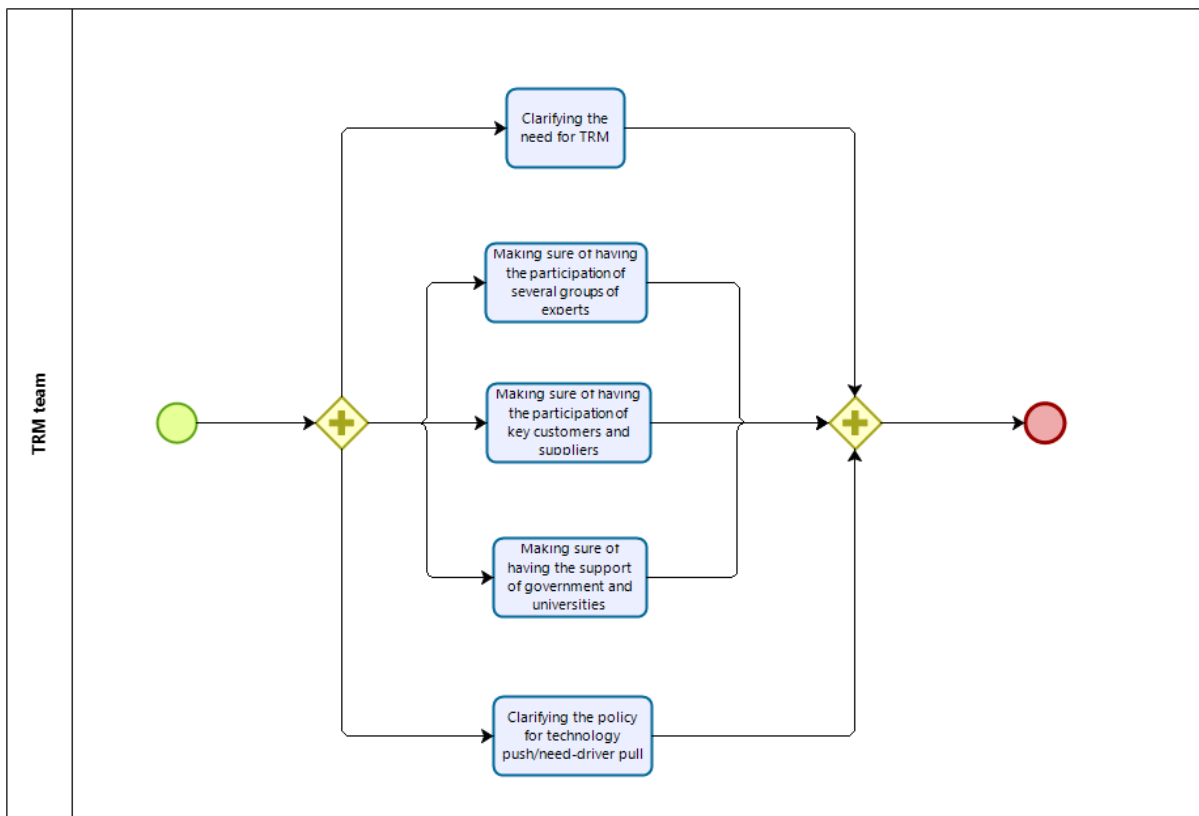 TRM team
Clarifying the
need for TRM
Making sure of having
the participation of
several groups of
experts
Making sure of having
the participation of
key customers and
suppliers
Making sure of
having the support
of government and
universities
Clarifying the policy
for technology
push/need-driver pull